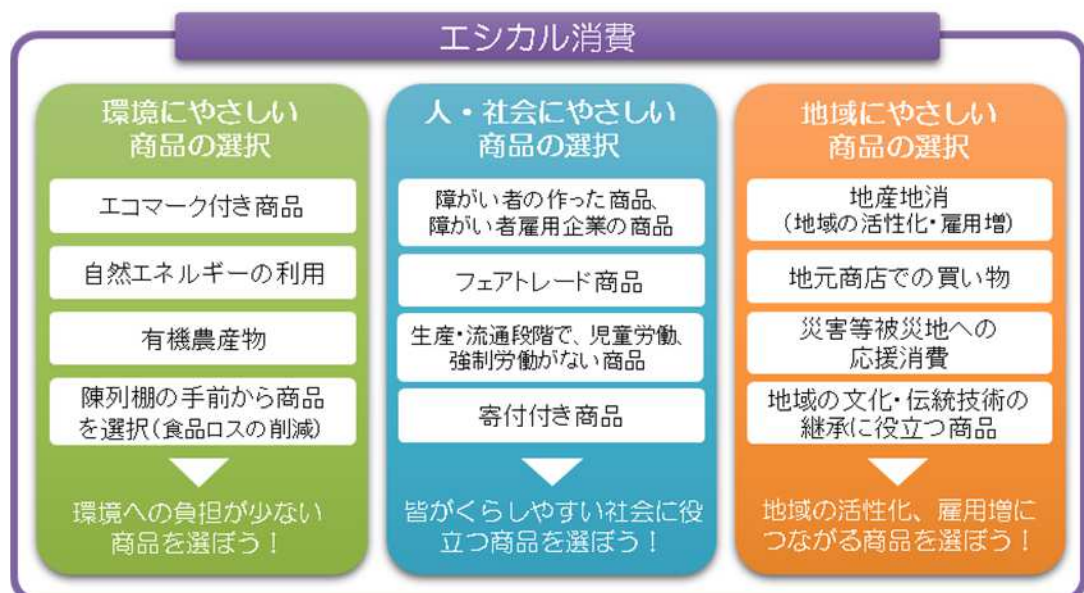 エシカル消費
環境にやさしい
商品の選択
エコマーク付き商品
自然エネルギーの利用
有機農産物
陳列棚の手前から商品
を選択(食品ロスの削減)
環境への負担が少ない
商品を選ぼう！
人・社会にやさしい
商品の選択
障がい者の作った商品、
障がい者雇用企業の商品
フェアトレード商品
生産・流通段階で、児童労働、
強制労働がない商品
寄付付き商品
皆がくらしやすい社会に役
立つ商品を選ぼう！
地域にやさしい
商品の選択
地産地消
(地域の活性化・雇用増)
地元商店での買い物
災害等被災地への
応援消費
地域の文化・伝統技術の
継承に役立つ商品
地域の活性化、雇用増に
つながる商品を選ぼう！